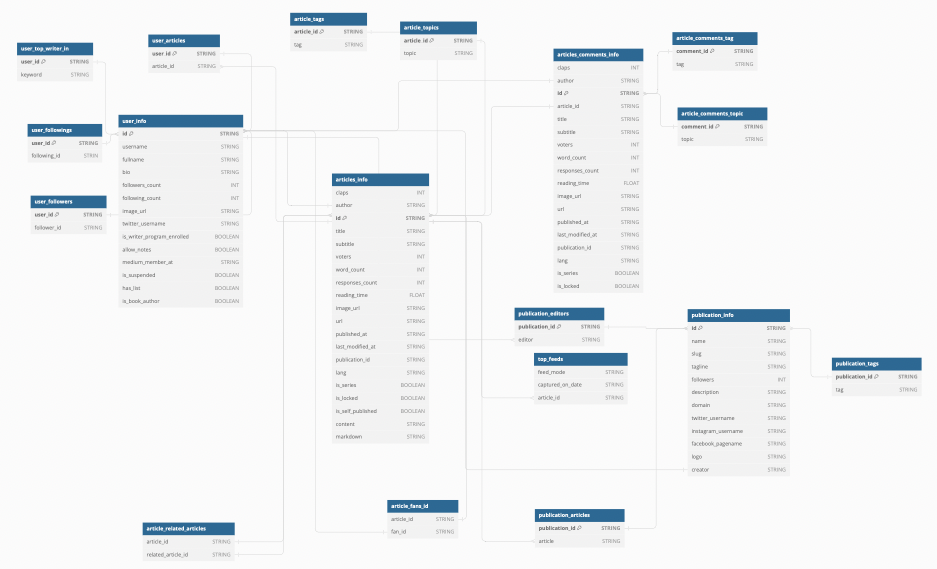 user_top_writer_in
user_id STRING
keyword STRING
user_articles
user_id STRING
article_id STRING
article_tags
article_id STRING
tag STRING
article_topics
article_id STRING
topic STRING
articles_comments_info
claps INT
author STRING
id STRING
article_id STRING
title STRING
subtitle STRING
voters INT
word_count INT
responses_count INT
reading_time FLOAT
image_url STRING
url STRING
published_at STRING
last_modified_at STRING
publication_id STRING
lang STRING
is_series BOOLEAN
is_locked BOOLEAN
article_comments_tag
comment_id STRING
tag STRING
article_comments_topic
comment_id STRING
topic STRING
user_followings
user_id STRING
following_id STRIN
user_info
id STRING
username STRING
fullname STRING
bio STRING
followers_count INT
following_count INT
image_url STRING
twitter_username STRING
is_writer_program_enrolled BOOLEAN
allow_notes BOOLEAN
medium_member_at STRING
is_suspended BOOLEAN
has_list BOOLEAN
is_book_author BOOLEAN
user_followers
user_id STRING
follower_id STRING
articles_info
claps INT
author STRING
id STRING
title STRING
subtitle STRING
voters INT
word_count INT
responses_count INT
reading_time FLOAT
image_url STRING
url STRING
published_at STRING
last_modified_at STRING
publication_id STRING
lang STRING
is_series BOOLEAN
is_locked BOOLEAN
is_self_published BOOLEAN
content STRING
markdown STRING
publication_editors
publication_id STRING
editor STRING
top_feeds
feed_mode STRING
captured_on_date STRING
article_id STRING
publication_info
id STRING
name STRING
slug STRING
tagline STRING
followers INT
description STRING
domain STRING
twitter_username STRING
instagram_username STRING
facebook_pagename STRING
logo STRING
creator STRING
publication_tags
publication_id STRING
tag STRING
article_related_articles
article_id STRING
related_article_id STRING
article_fans_id
article_id STRING
fan_id STRING
publication_articles
publication_id STRING
article STRING